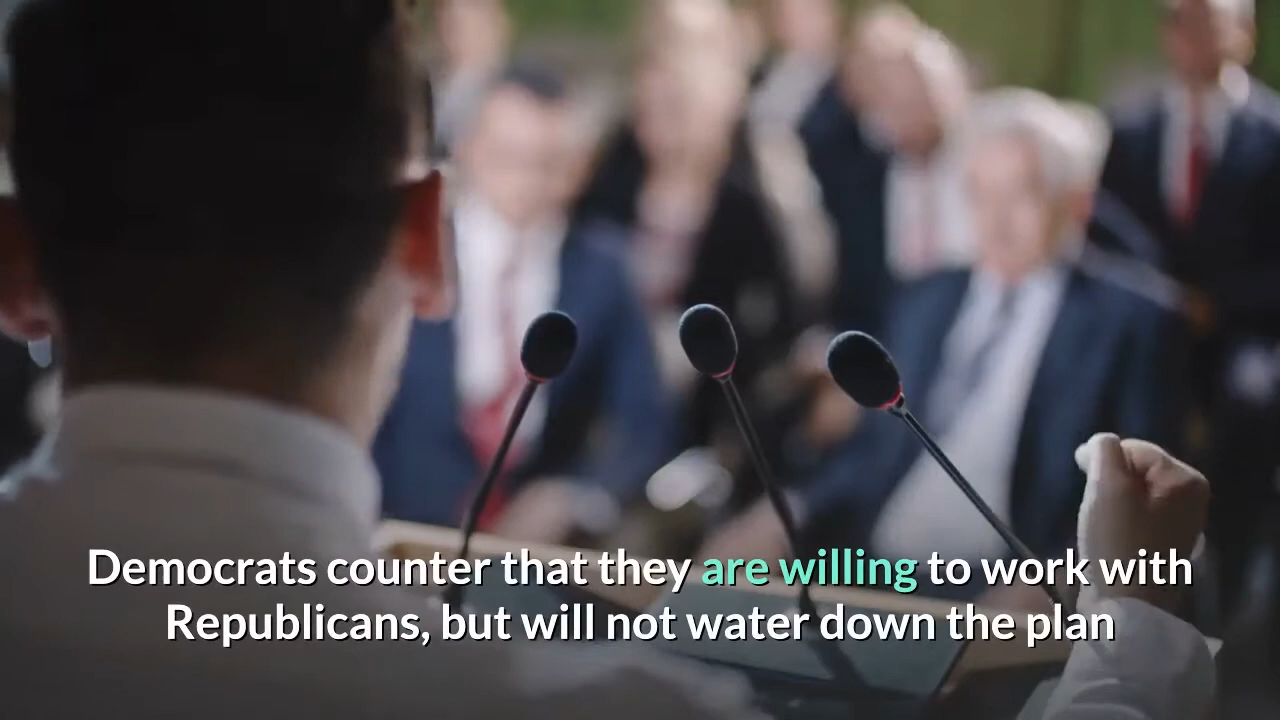 Democrats counter that they are willing to work with
Republicans, but will not water down the plan